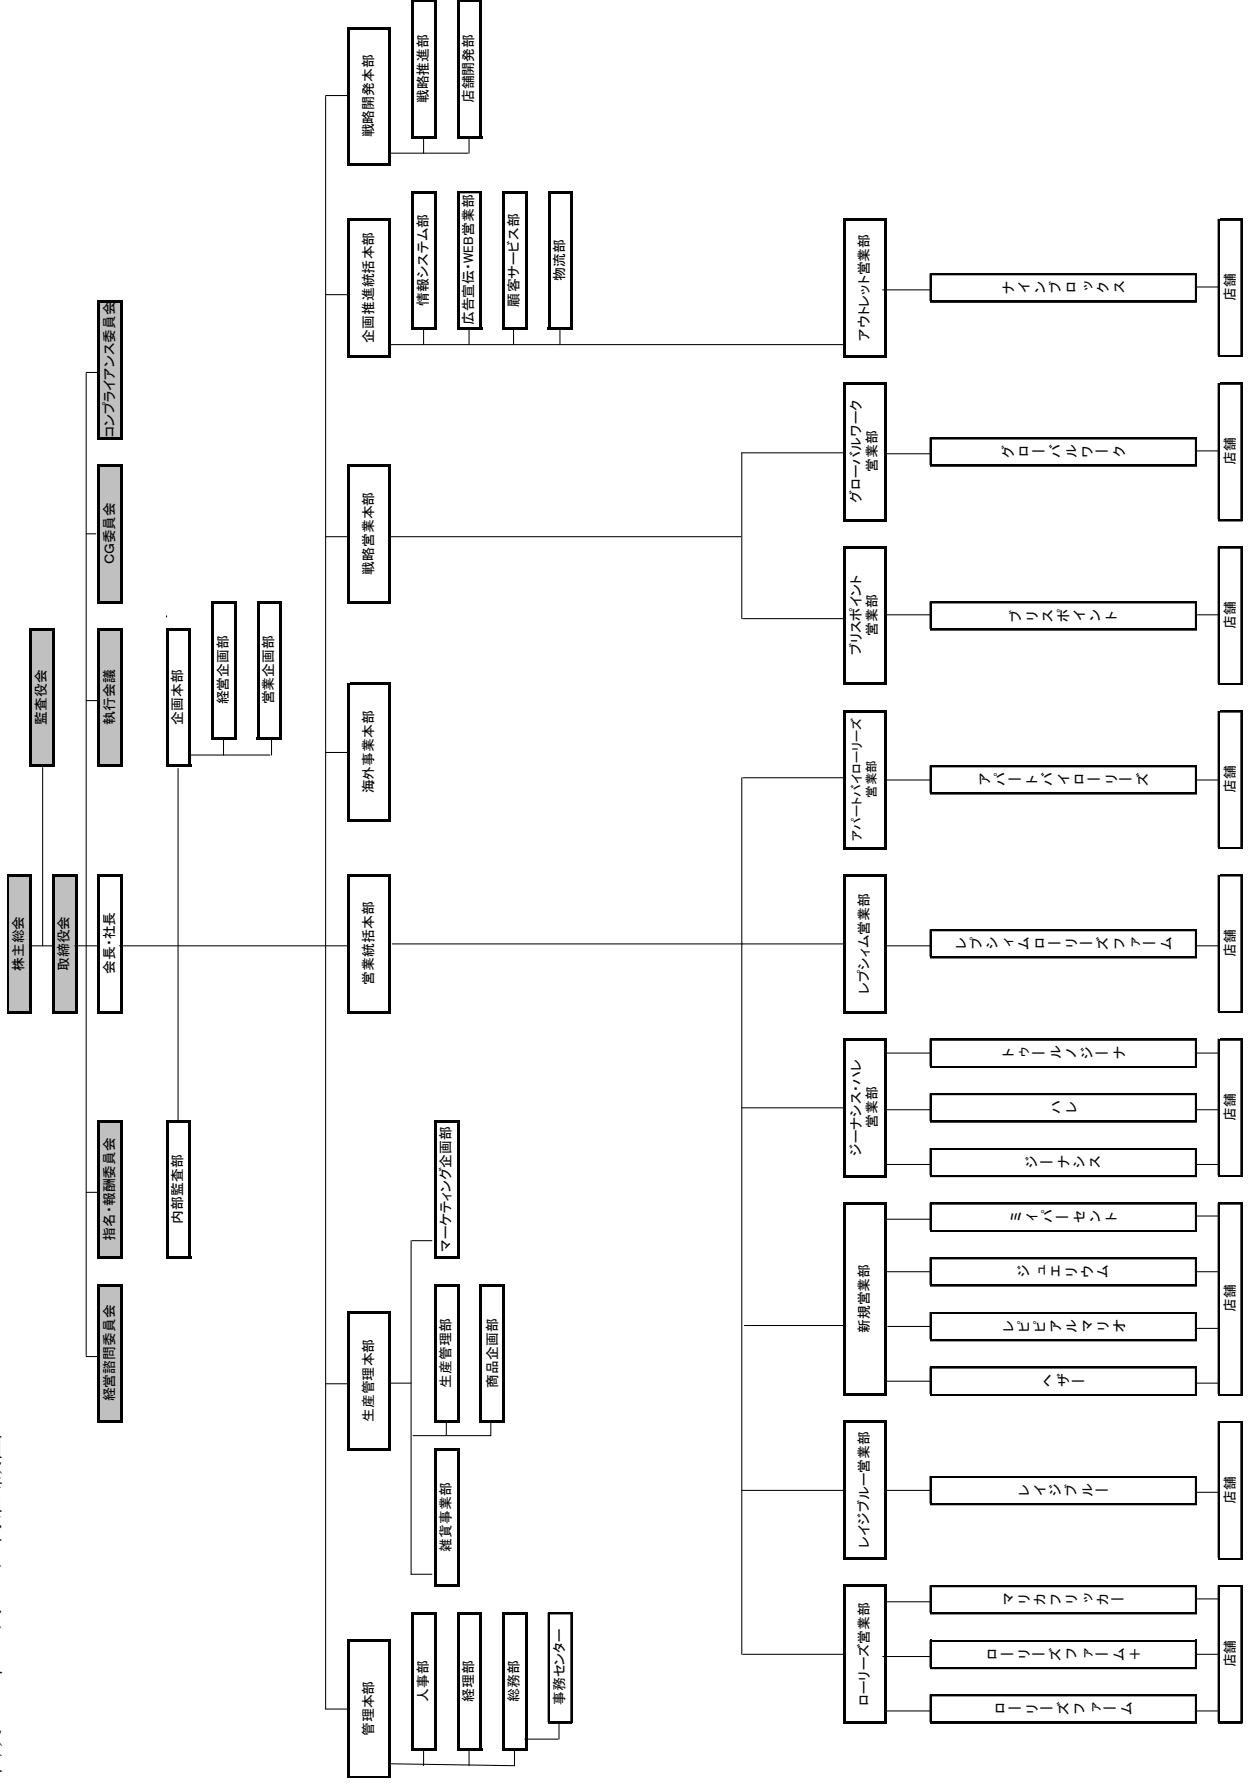 株主総会
監査役会
取締役会
経営諮問委員会
指名・報酬委員会
会長・社長
執行会議
CG委員会
コンプライアンス委員会
内部監査部
企画本部
経営企画部
営業企画部
管理本部
生産管理本部
営業統括本部
海外事業本部
戦略営業本部
企画推進統括本部
戦略開発本部
人事部
経理部
総務部
事務センター
雑貨事業部
生産管理部
商品企画部
マーケティング企画部
情報システム部
広告宣伝・WEB営業部
顧客サービス部
物流部
戦略推進部
店舗開発部
ローリーズ営業部
レイジブルー営業部
新規営業部
ジーナシス・ハレ
営業部
レプシィム営業部
アパートバイローリーズ
営業部
ブリスポイント
営業部
グローバルワーク
営業部
アウトレット営業部
ローリーズファーム
ローリーズファーム+
マリカフリッカー
レイジブルー
ヘザー
レピピアルマリオ
ジュエリウム
ミィパーセント
ジーナシス
ハレ
トゥールノジーナ
レプシィムローリーズファーム
アパートバイローリーズ
ブリスポイント
グローバルワーク
ナインブロックス
店舗
店舗
店舗
店舗
店舗
店舗
店舗
店舗
店舗